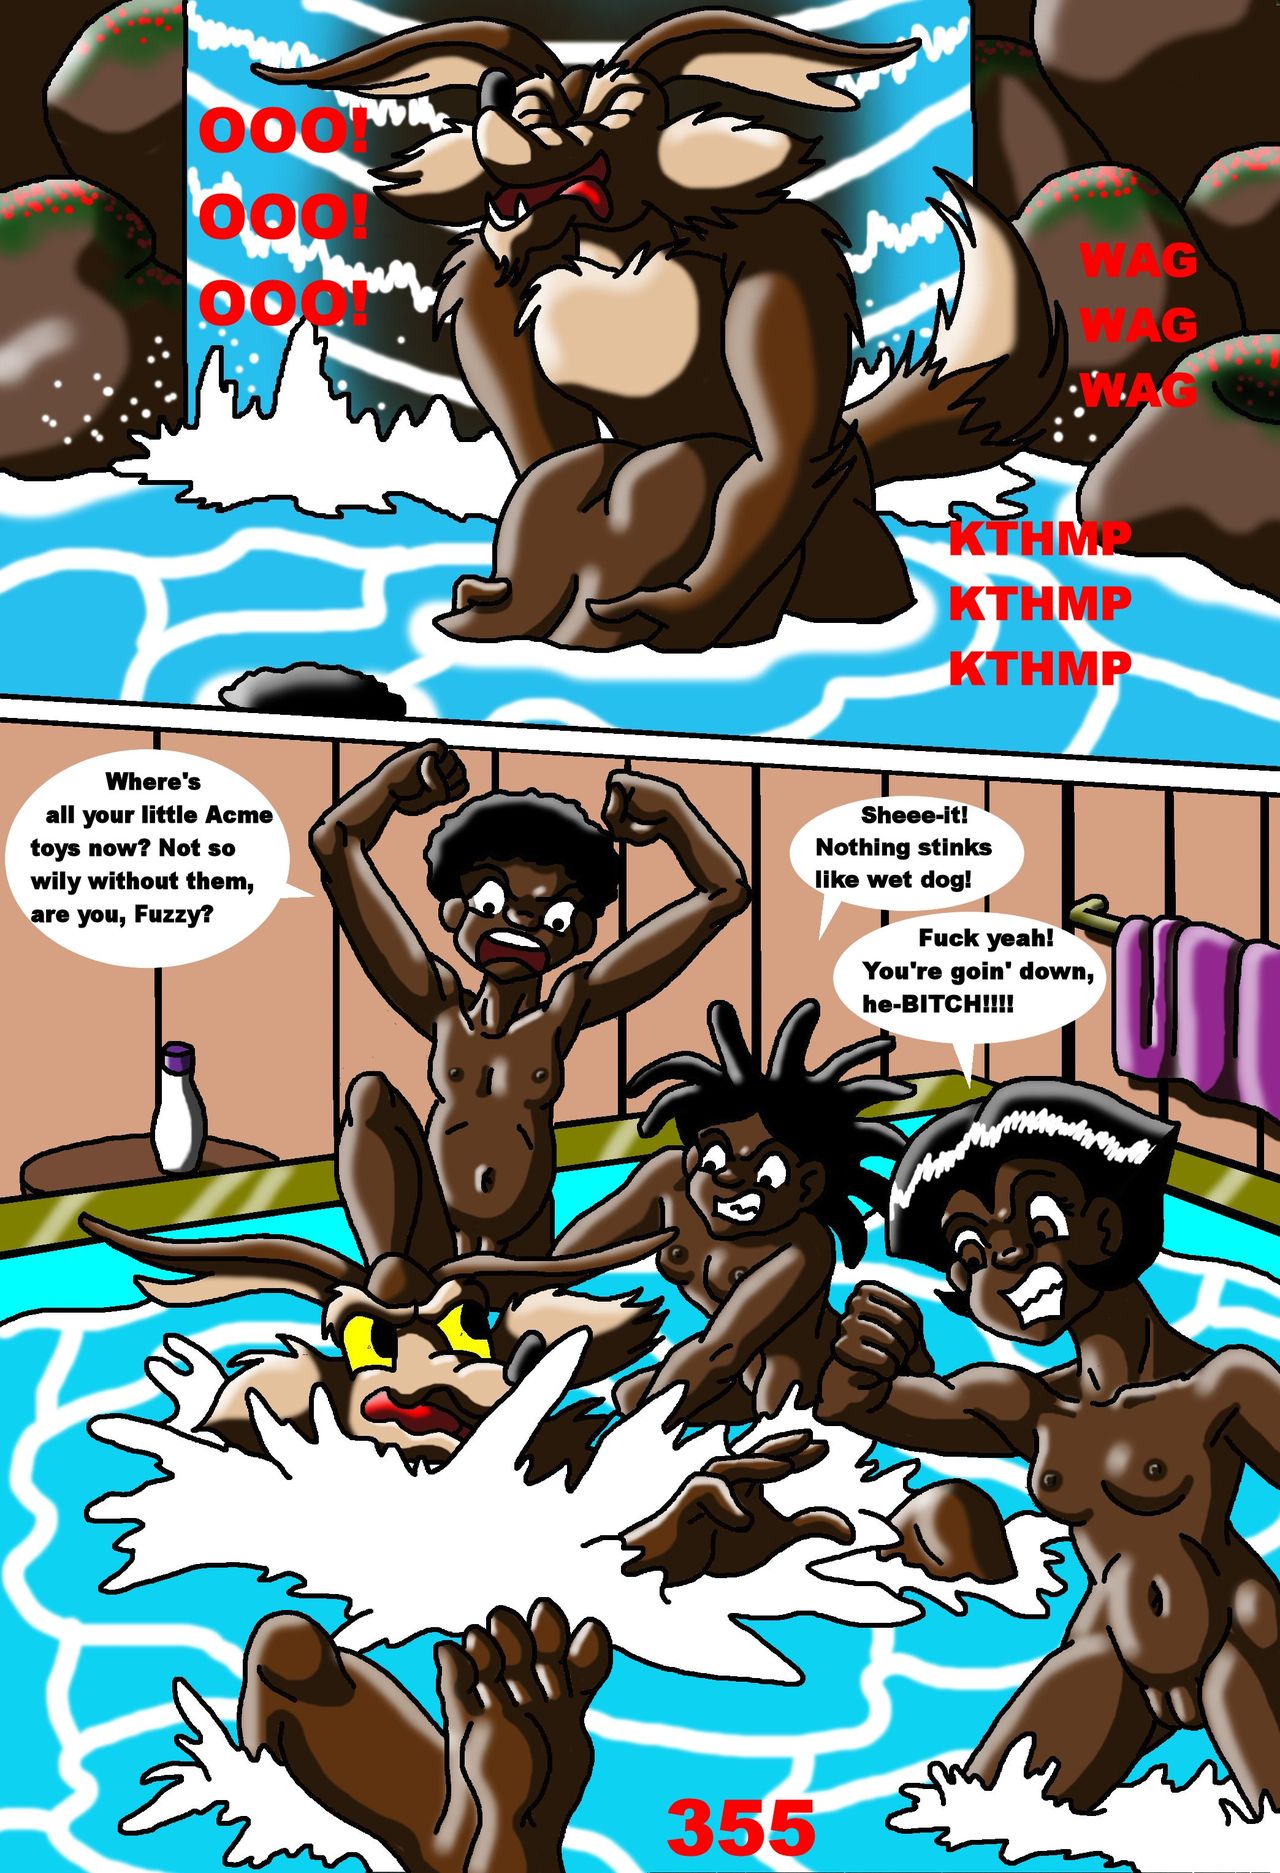 OOO!
OOO!
OOO!
WAG
WAG
WAG
KTHMP
KTHMP
KTHMP
Where's
all your little Acme
toys now? Not so
wily without them,
are you, Fuzzy?
Sheee-it!
Nothing stinks
like wet dog!
Fuck yeah!
You're goin' down,
he-BITCH!!!!
355